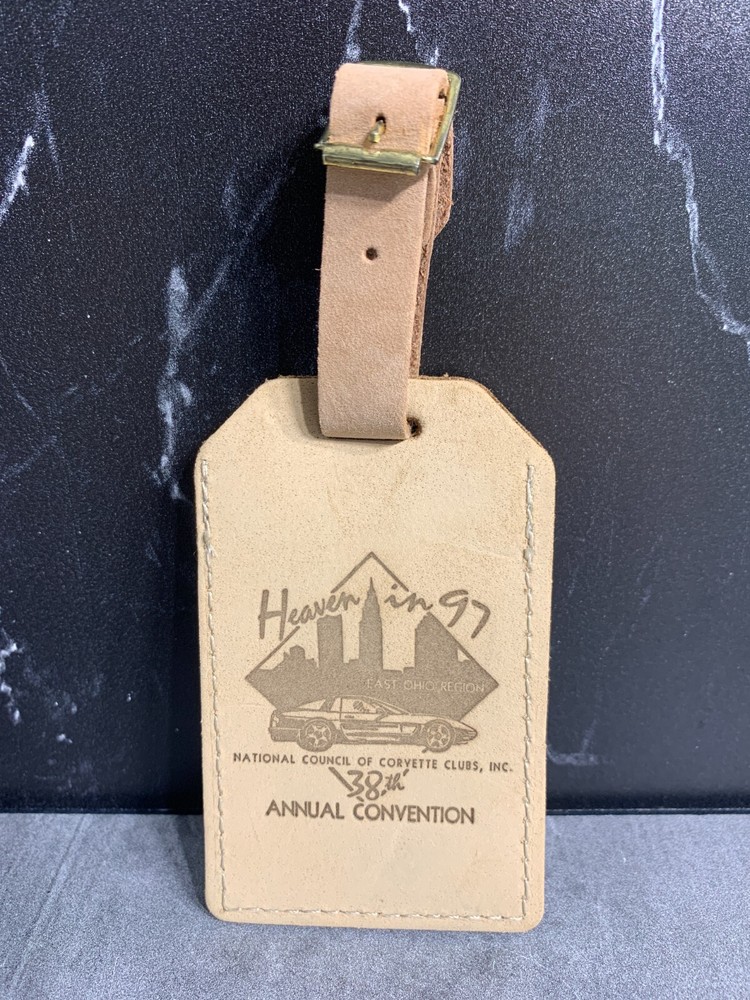 Heaven in 97
EAST OHIO REGION
NATIONAL COUNCIL OF CORVETTE CLUBS, INC.
38th
ANNUAL CONVENTION